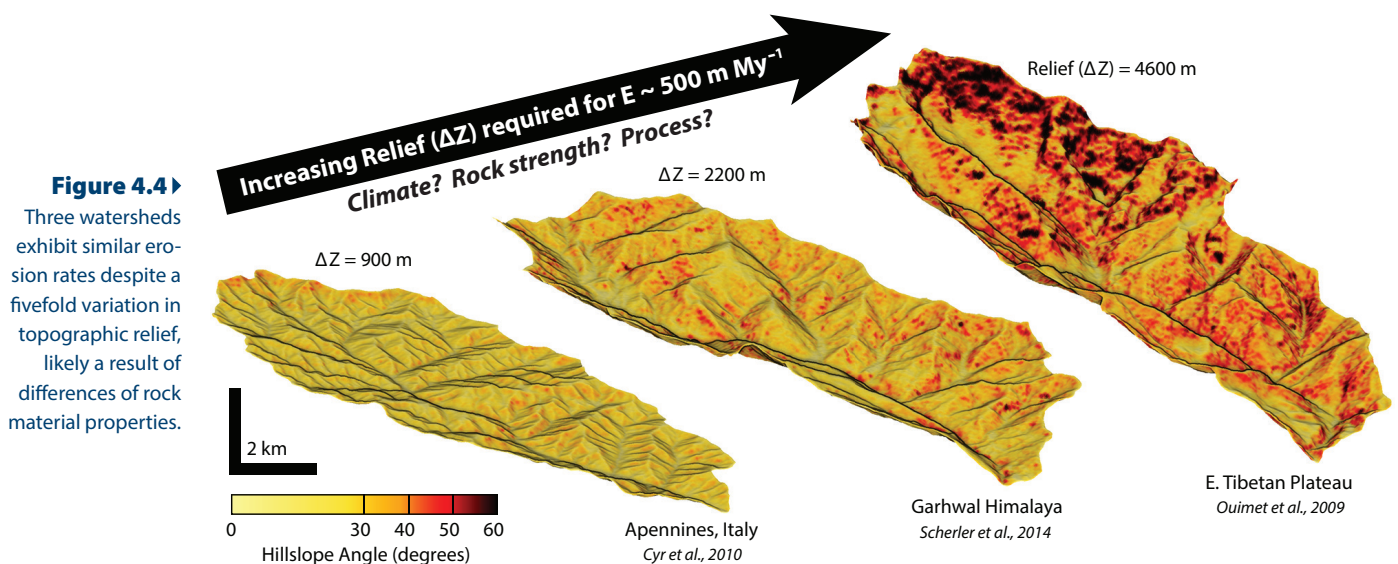 Increasing Relief (ΔZ) required for E ~ 500 m My⁻¹
Climate? Rock strength? Process?
Relief (ΔZ) = 4600 m
ΔZ = 2200 m
ΔZ = 900 m
Figure 4.4
Three watersheds
exhibit similar ero-
sion rates despite a
fivefold variation in
topographic relief,
likely a result of
differences of rock
material properties.
2 km
0 30 40 50 60
Hillslope Angle (degrees)
Apennines, Italy
Cyr et al., 2010
Garhwal Himalaya
Scherler et al., 2014
E. Tibetan Plateau
Ouimet et al., 2009